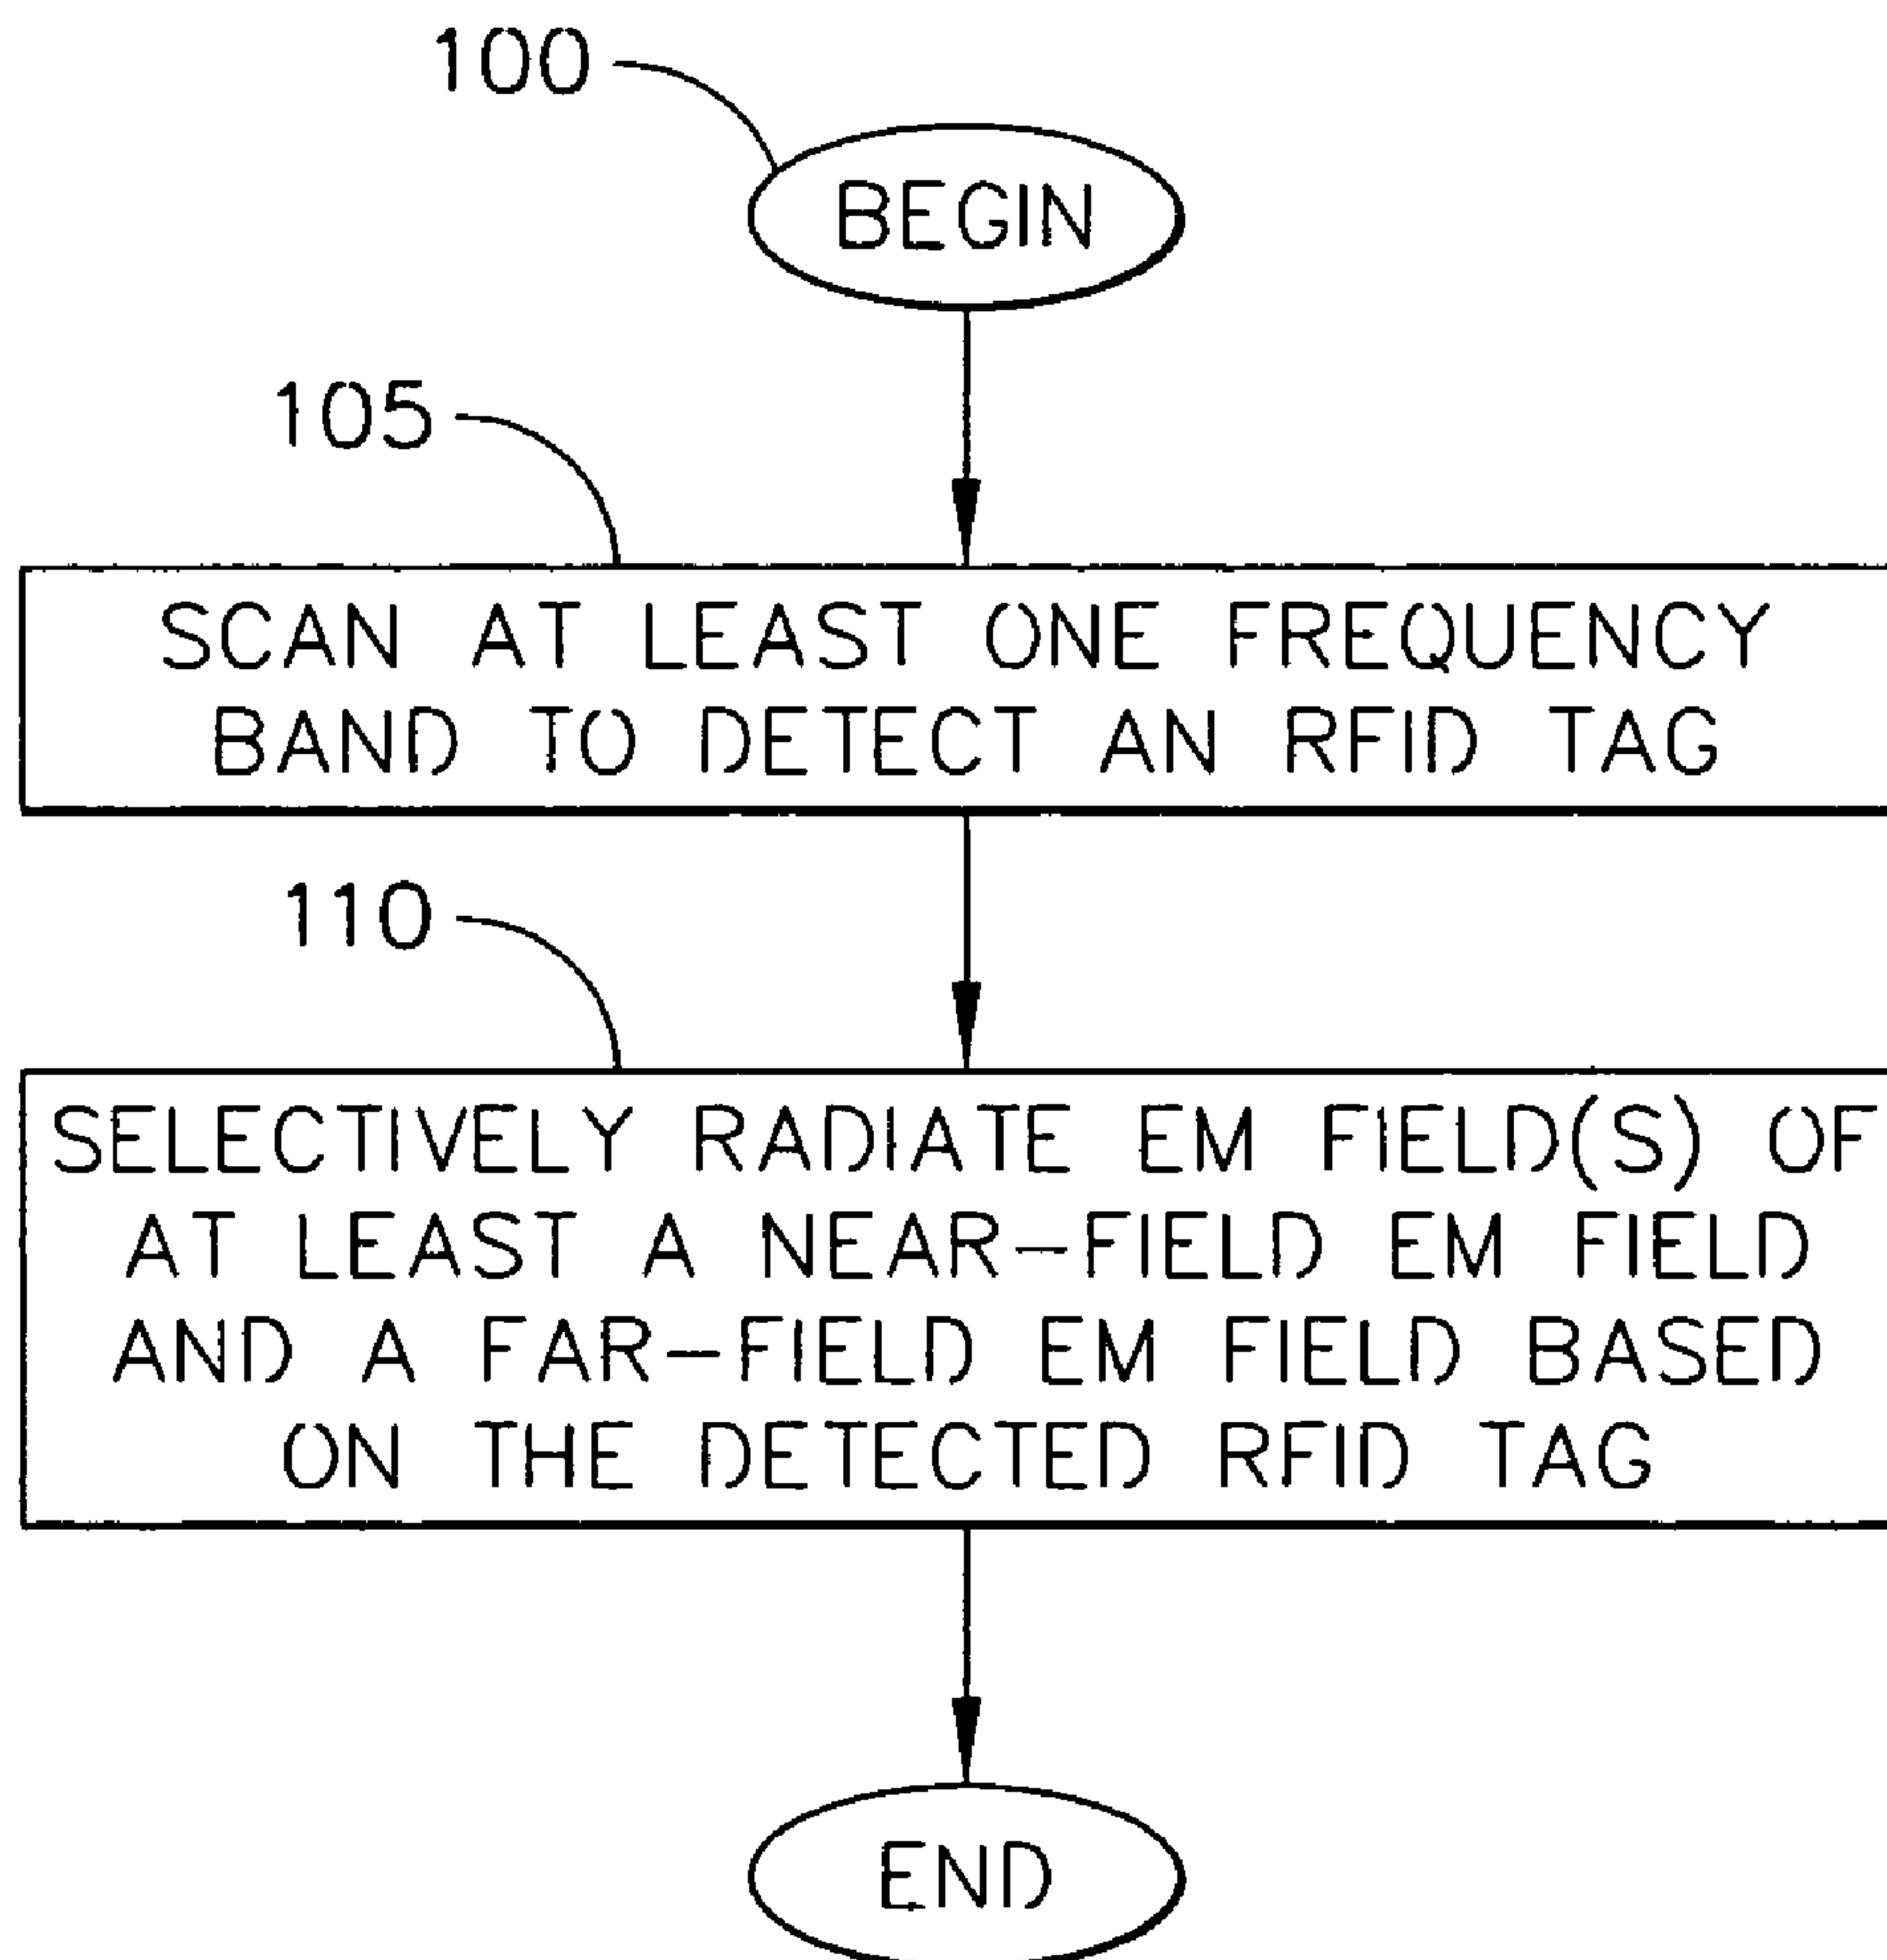 100
BEGIN
105
SCAN AT LEAST ONE FREQUENCY
BAND TO DETECT AN RFID TAG
110
SELECTIVELY RADIATE EM FIELD(S) OF
AT LEAST A NEAR-FIELD EM FIELD
AND A FAR-FIELD EM FIELD BASED
ON THE DETECTED RFID TAG
END